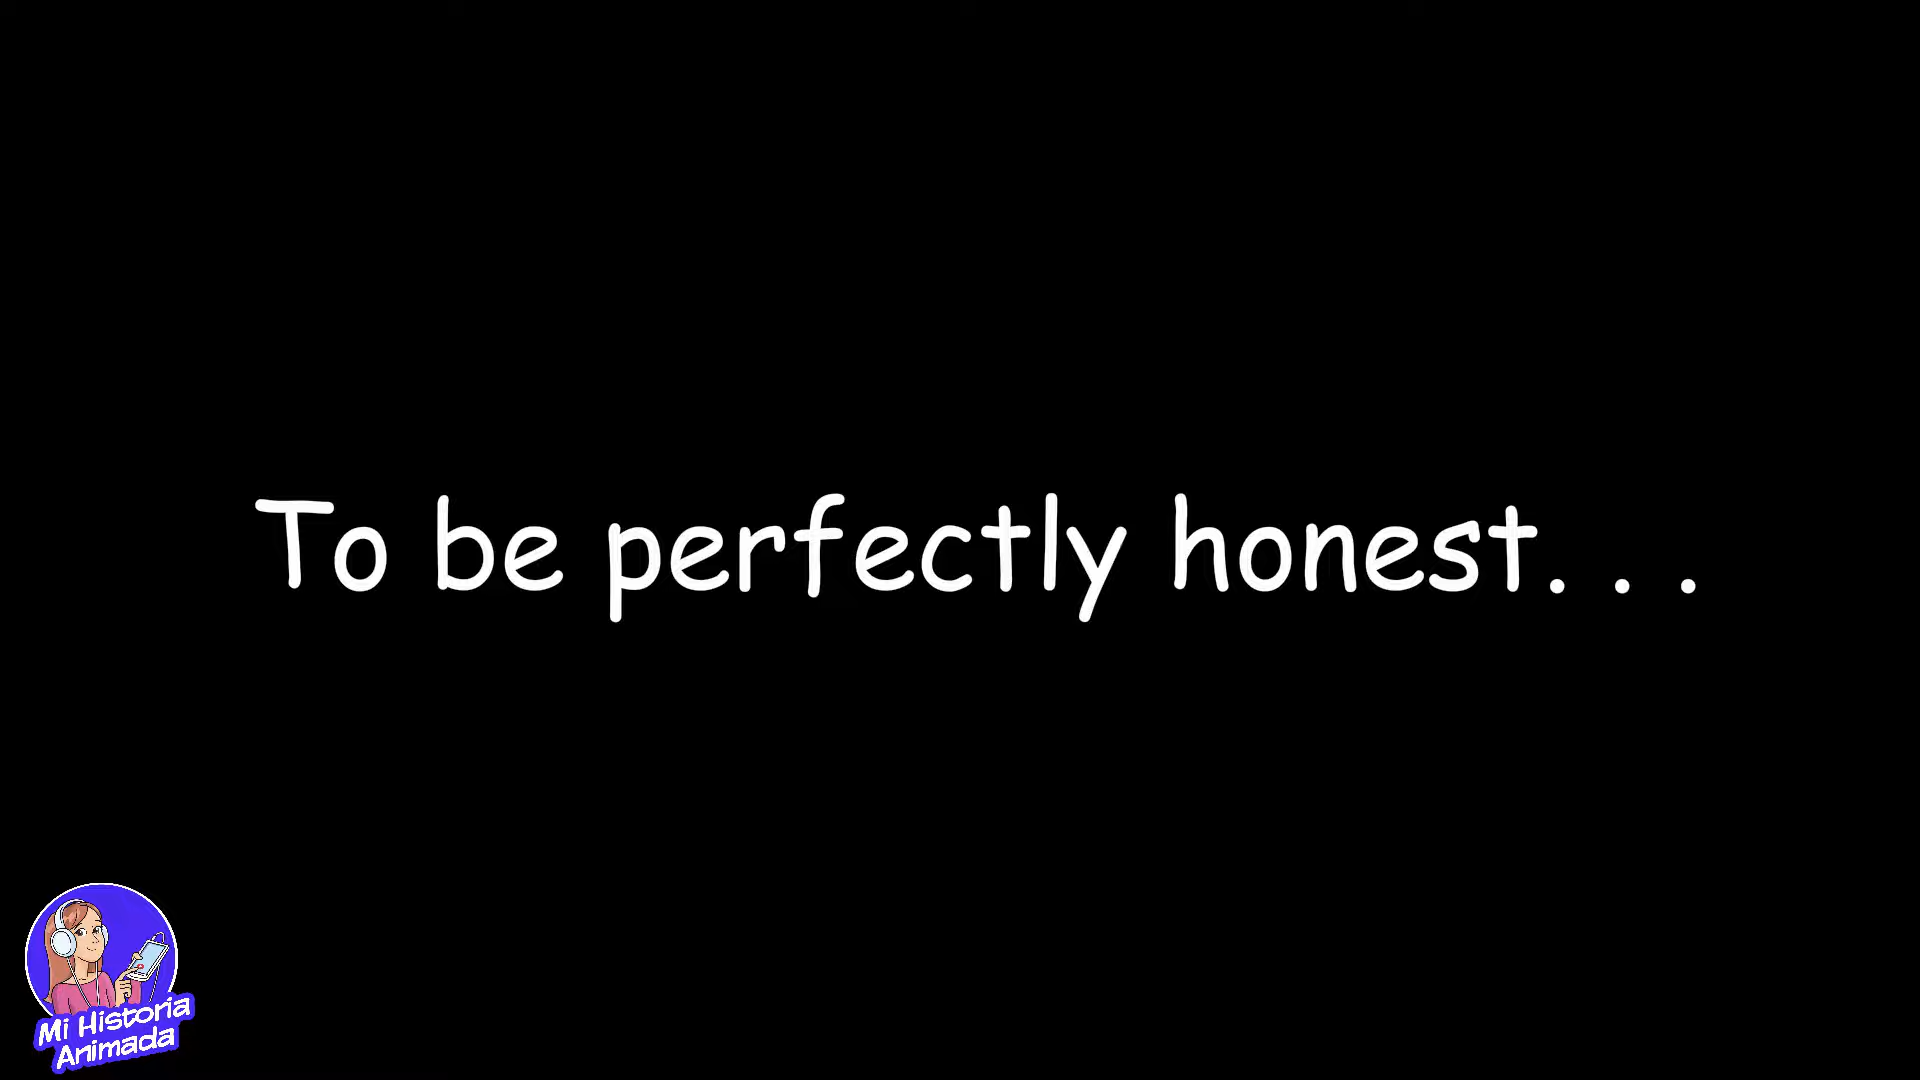 To be perfectly honest. . .
Mi Historia
Animada